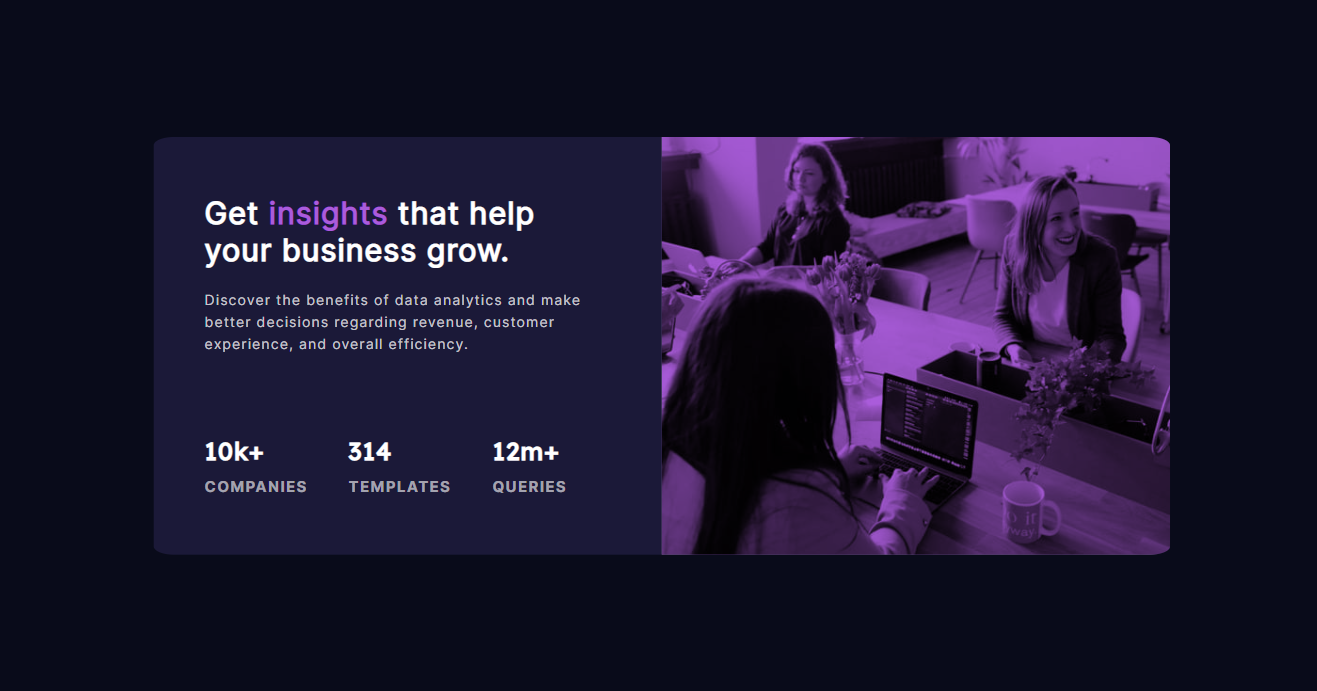 Get insights that help
your business grow.
Discover the benefits of data analytics and make
better decisions regarding revenue, customer
experience, and overall efficiency.
10k+ 314 12m+
COMPANIES TEMPLATES QUERIES